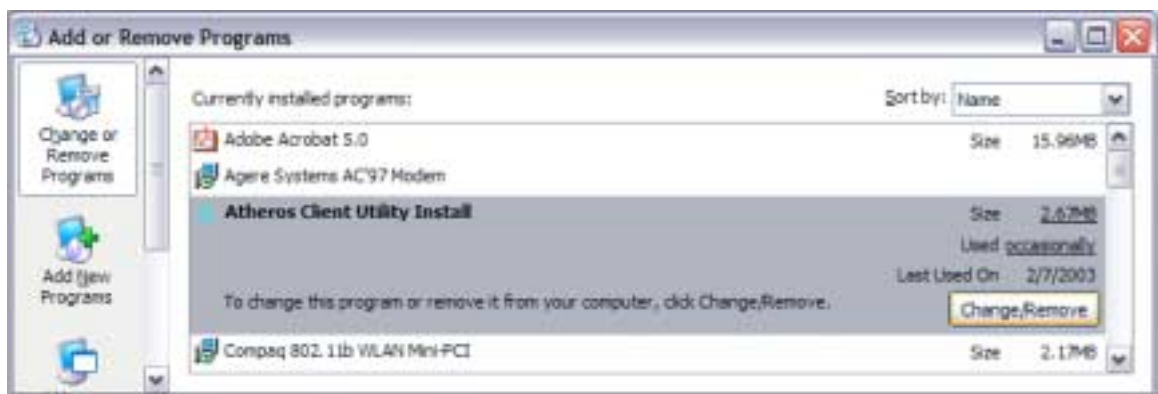 Add or Remove Programs
Change or
Remove
Programs
Add New
Programs
Currently installed programs:
Sort by: Name
Adobe Acrobat 5.0 Size 15.96MB
Agere Systems AC'97 Modem
Atheros Client Utility Install Size 2.67MB
Used occasionally
Last Used On 2/7/2003
To change this program or remove it from your computer, click Change/Remove.
Change/Remove
Compaq 802.11b WLAN Mini-PCI Size 2.17MB